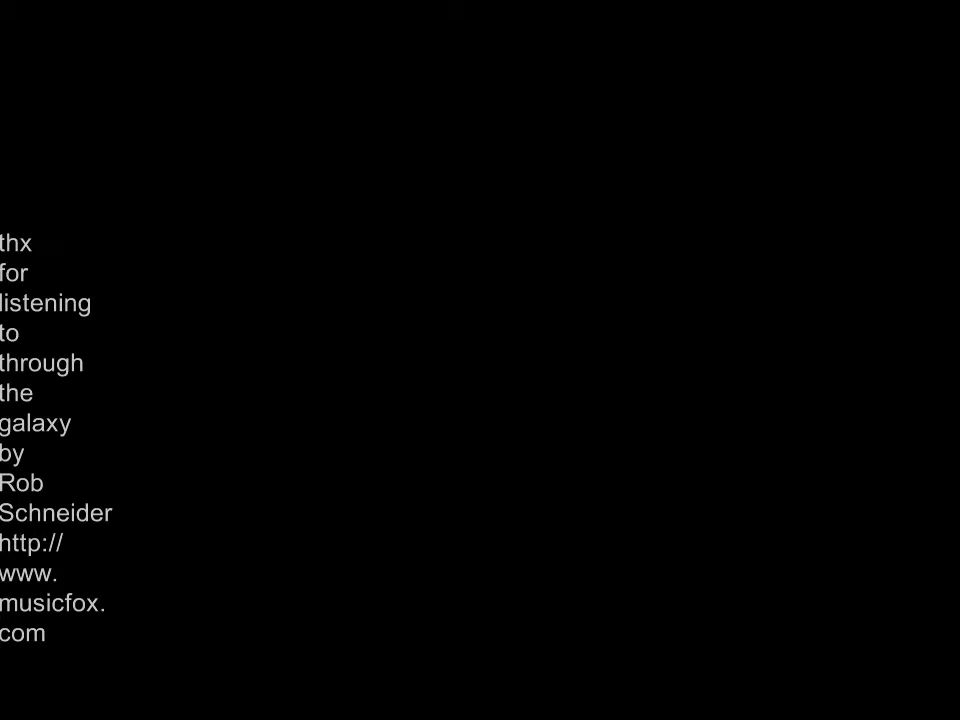 thx
for
listening
to
through
the
galaxy
by
Rob
Schneider
http://
www.
musicfox.
com